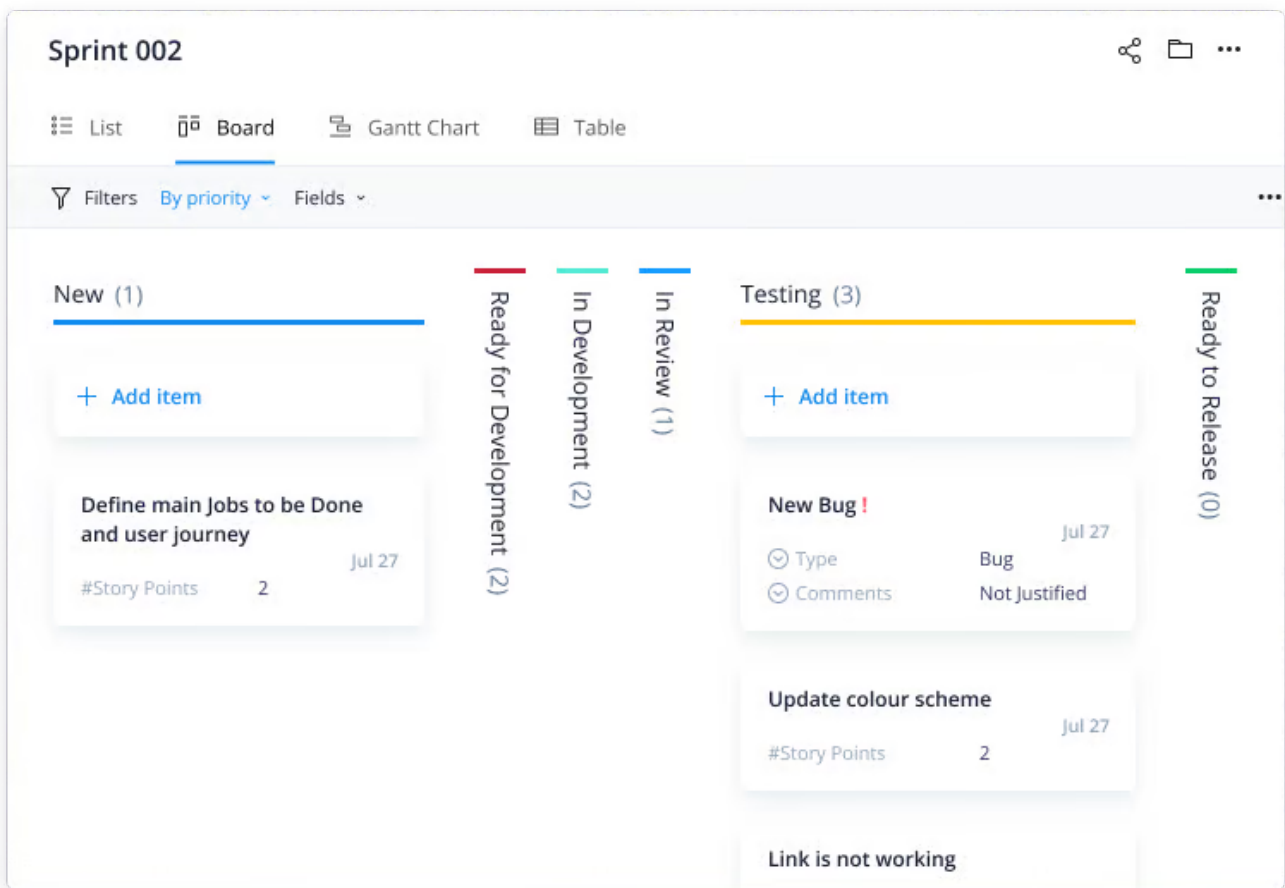 Sprint 002
List Board Gantt Chart Table
Filters By priority Fields
New (1)
Add item
Define main Jobs to be Done
and user journey
Jul 27
#Story Points 2
Ready for Development (2)
In Development (2)
In Review (1)
Testing (3)
Add item
New Bug !
Jul 27
Type Bug
Comments Not Justified
Update colour scheme
Jul 27
#Story Points 2
Link is not working
Ready to Release (0)